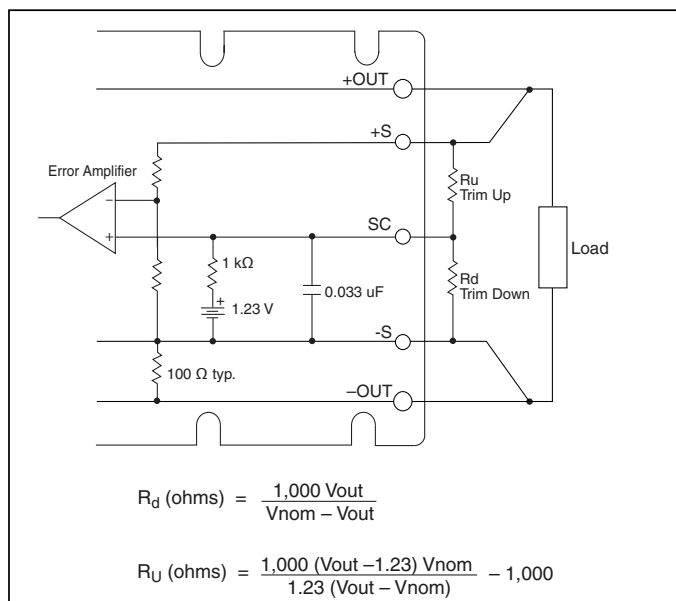 +OUT
+S
Error Amplifier
−
+
Ru
Trim Up
SC
Load
1 kΩ
+
1.23 V
0.033 uF
Rd
Trim Down
-S
100 Ω typ.
–OUT
Rd (ohms) = 1,000 Vout / Vnom – Vout
RU (ohms) = 1,000 (Vout –1.23) Vnom / 1.23 (Vout – Vnom) – 1,000